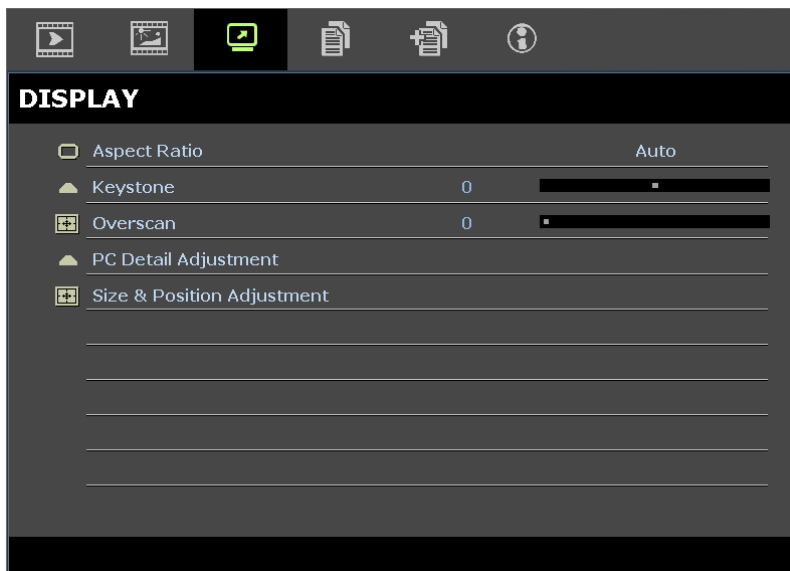 DISPLAY
Aspect Ratio Auto
Keystone 0
Overscan 0
PC Detail Adjustment
Size & Position Adjustment